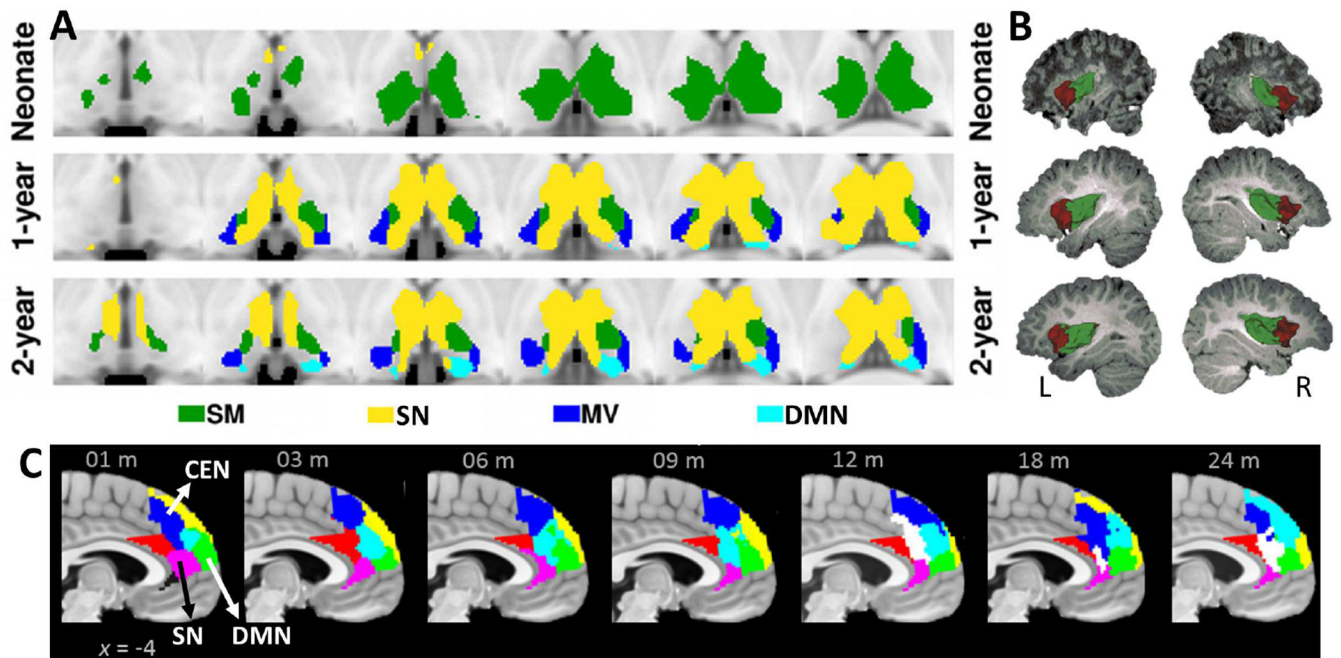 A
B
Neonate
1-year
2-year
SM
SN
MV
DMN
Neonate
1-year
2-year
L
R
C
01 m
03 m
06 m
09 m
12 m
18 m
24 m
CEN
SN
DMN
x = -4